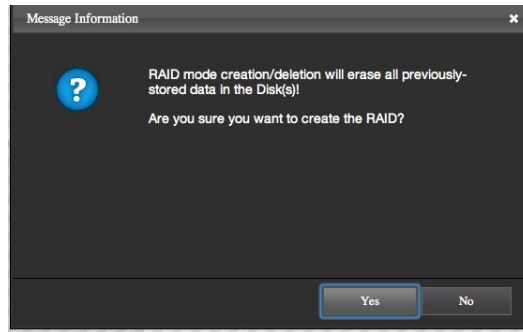 Message Information
RAID mode creation/deletion will erase all previously-
stored data in the Disk(s)!
Are you sure you want to create the RAID?
Yes
No